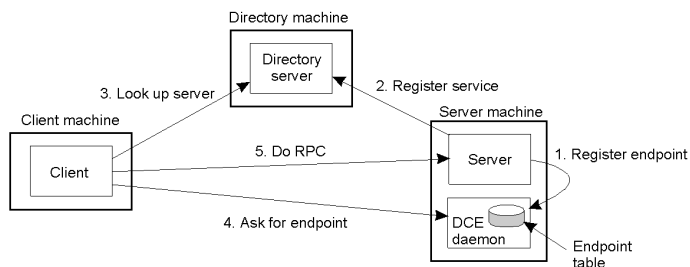 Directory machine
Directory
server
3. Look up server
2. Register service
Client machine
Server machine
Client
5. Do RPC
Server
1. Register endpoint
4. Ask for endpoint
DCE
daemon
Endpoint
table